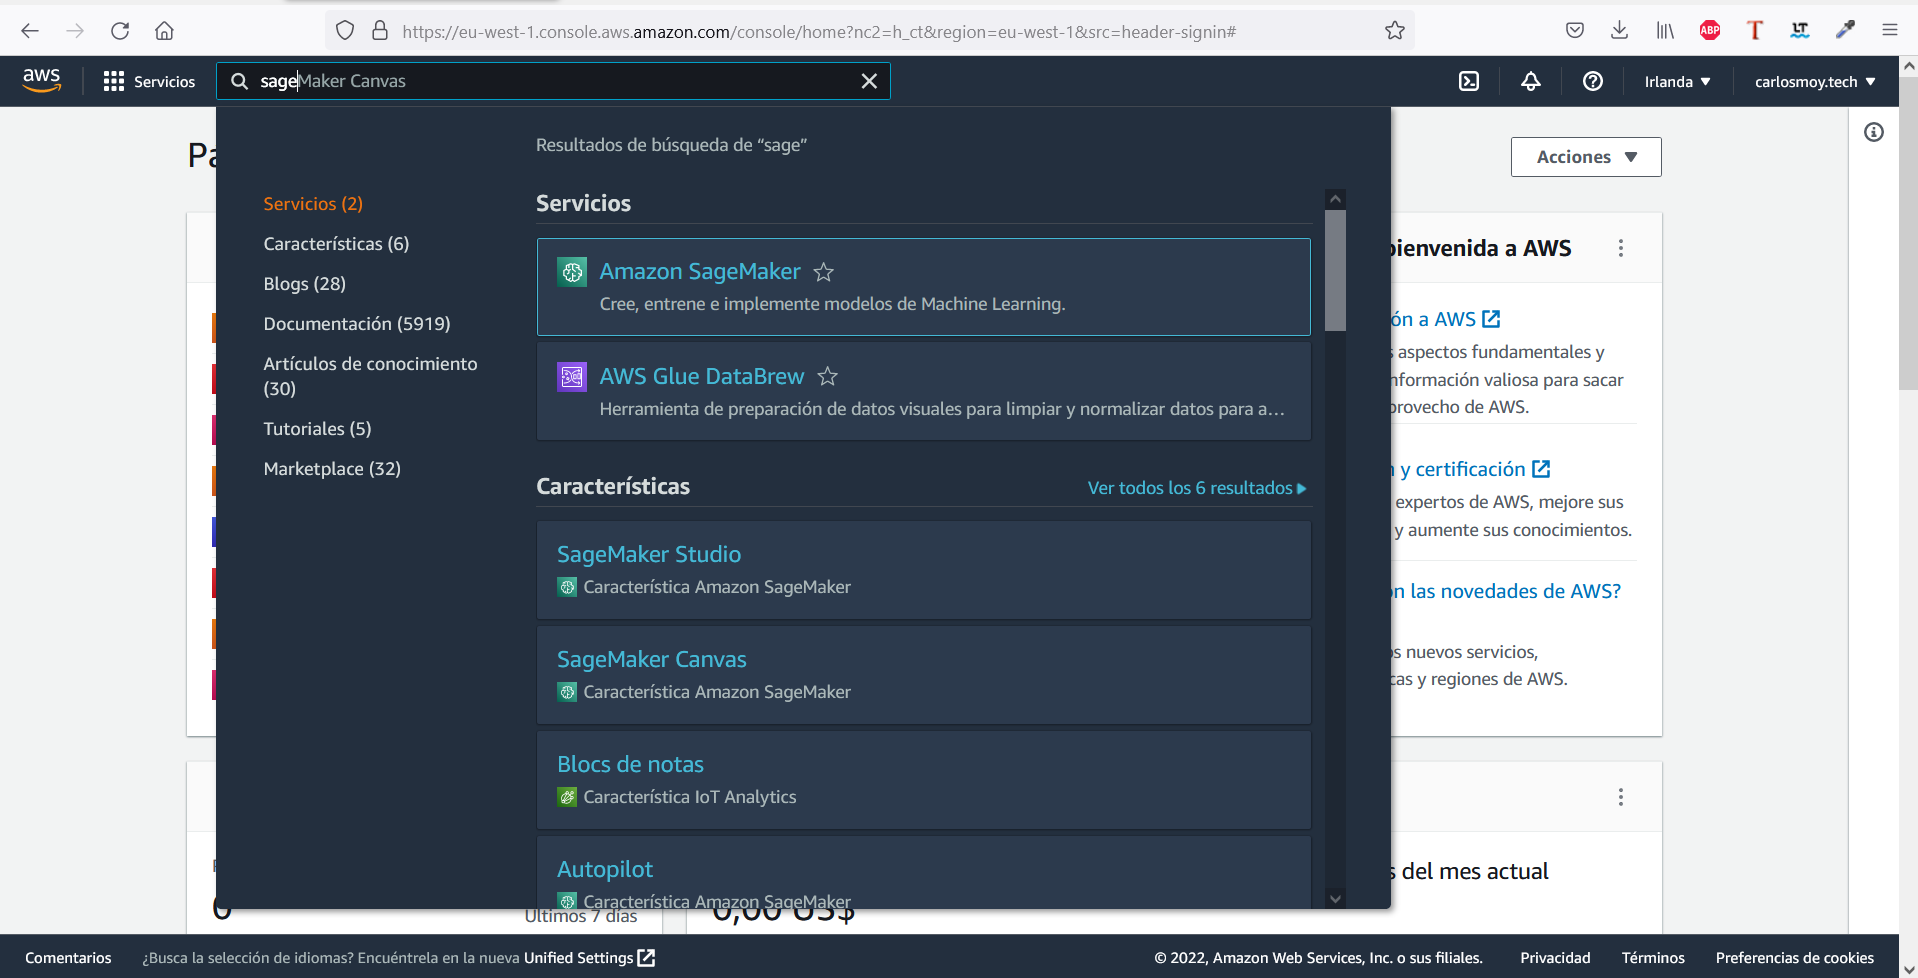 https://eu-west-1.console.aws.amazon.com/console/home?nc2=h_ct&region=eu-west-1&src=header-signin#
ABP
T
LT
aws
Servicios
sageMaker Canvas
Irlanda
carlosmoy.tech
Pa
Acciones
Resultados de búsqueda de “sage”
Servicios (2)
Características (6)
Blogs (28)
Documentación (5919)
Artículos de conocimiento
(30)
Tutoriales (5)
Marketplace (32)
Servicios
Amazon SageMaker
Cree, entrene e implemente modelos de Machine Learning.
AWS Glue DataBrew
Herramienta de preparación de datos visuales para limpiar y normalizar datos para a…
Características
Ver todos los 6 resultados
SageMaker Studio
Característica Amazon SageMaker
SageMaker Canvas
Característica Amazon SageMaker
Blocs de notas
Característica IoT Analytics
Autopilot
Característica Amazon SageMaker
bienvenida a AWS
ón a AWS
s aspectos fundamentales y
nformación valiosa para sacar
provecho de AWS.
n y certificación
expertos de AWS, mejore sus
y aumente sus conocimientos.
on las novedades de AWS?
os nuevos servicios,
cas y regiones de AWS.
0
Últimos 7 días
0,00 US$
s del mes actual
Comentarios
¿Busca la selección de idiomas? Encuéntrela en la nueva Unified Settings
© 2022, Amazon Web Services, Inc. o sus filiales.
Privacidad
Términos
Preferencias de cookies